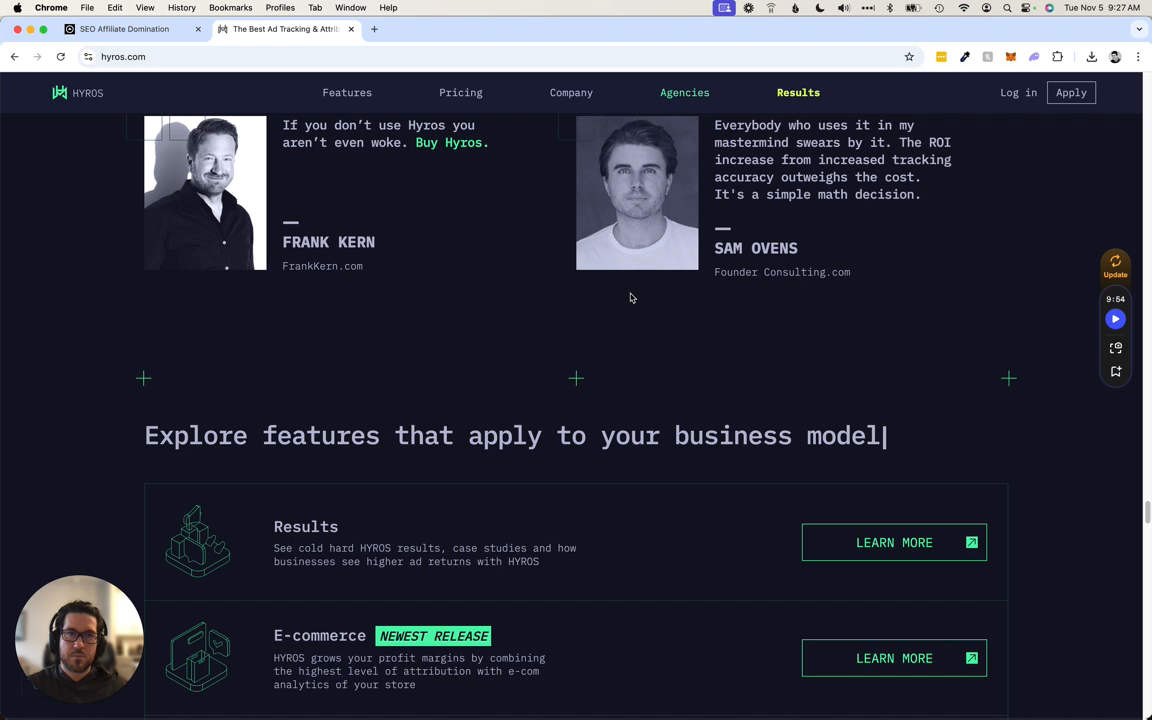 Chrome File Edit View History Bookmarks Profiles Tab Window Help Tue Nov 5 9:27 AM
SEO Affiliate Domination
The Best Ad Tracking & Attrib
hyros.com
HYROS Features Pricing Company Agencies Results Log in Apply
If you don’t use Hyros you
aren’t even woke. Buy Hyros.
FRANK KERN
FrankKern.com
Everybody who uses it in my
mastermind swears by it. The ROI
increase from increased tracking
accuracy outweighs the cost.
It's a simple math decision.
SAM OVENS
Founder Consulting.com
Update
9:54
Explore features that apply to your business model
Results
See cold hard HYROS results, case studies and how
businesses see higher ad returns with HYROS
LEARN MORE
E-commerce NEWEST RELEASE
HYROS grows your profit margins by combining
the highest level of attribution with e-com
analytics of your store
LEARN MORE